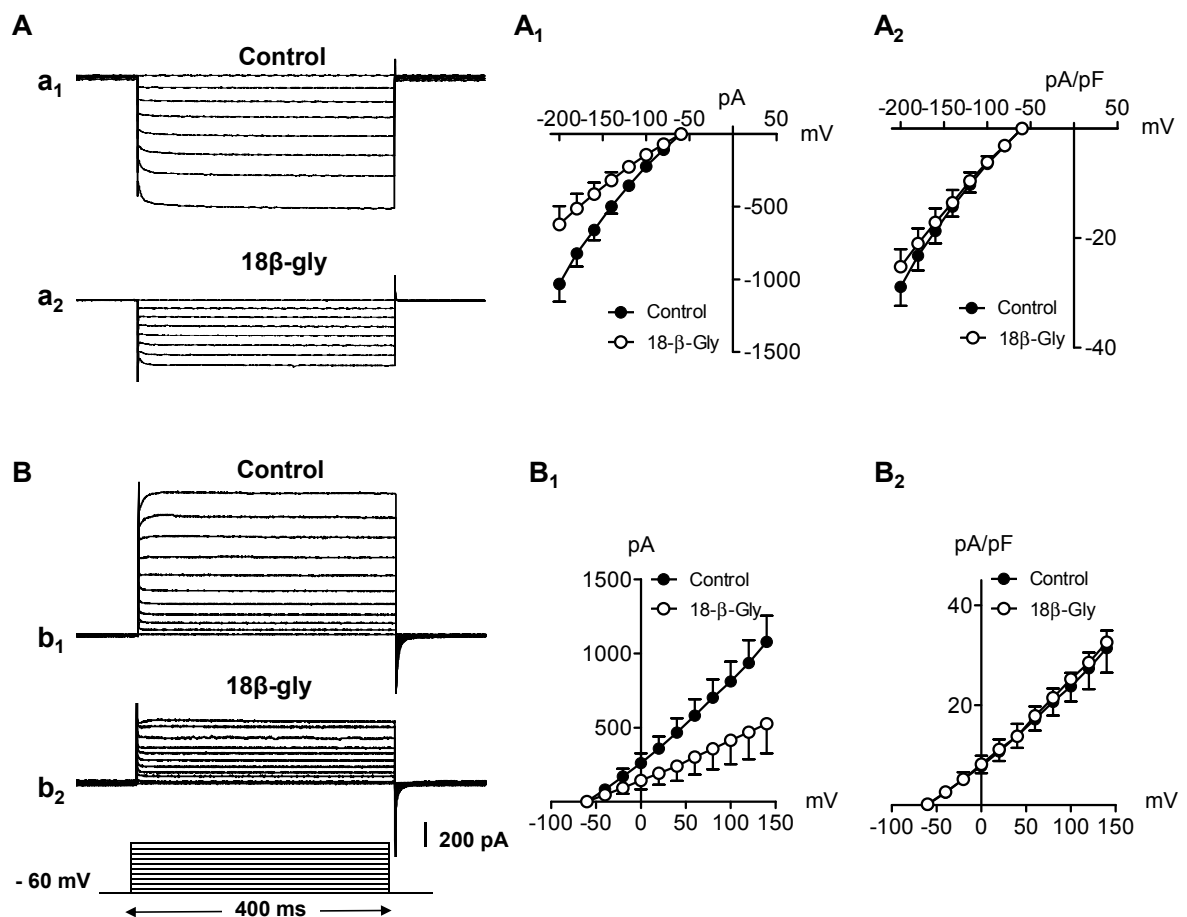 A
Control
a1
18β-gly
a2
A1
pA
-200 -150 -100 -50 50
mV
-500
-1000
-1500
Control
18-β-Gly
A2
pA/pF
-200 -150 -100 -50 50
mV
-20
-40
Control
18β-Gly
B
Control
b1
18β-gly
b2
200 pA
- 60 mV
400 ms
B1
pA
1500
1000
500
Control
18-β-Gly
mV
-100 -50 0 50 100 150
B2
pA/pF
40
20
Control
18β-Gly
mV
-100 -50 0 50 100 150